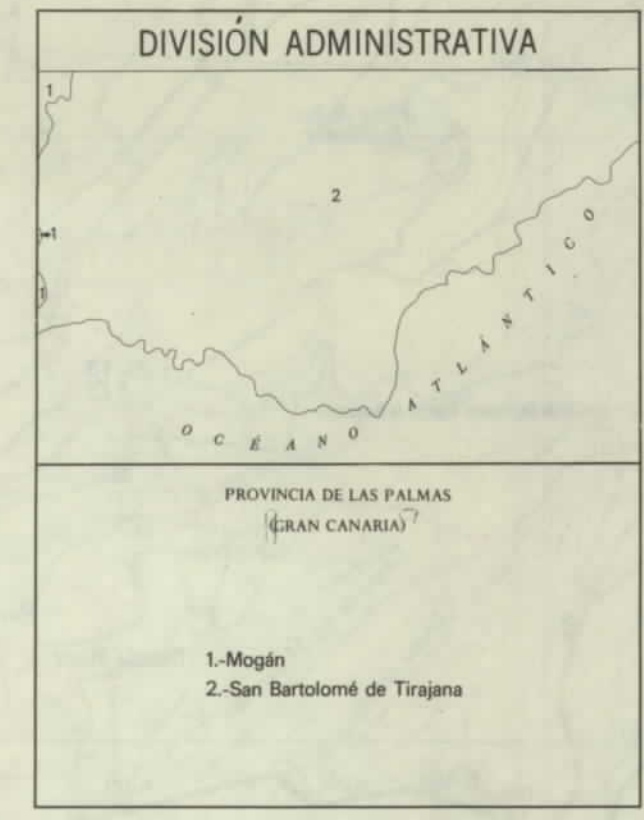 DIVISIÓN ADMINISTRATIVA
1
2
1
1
OCÉANO ATLÁNTICO
PROVINCIA DE LAS PALMAS
(GRAN CANARIA)
1.-Mogán
2.-San Bartolomé de Tirajana